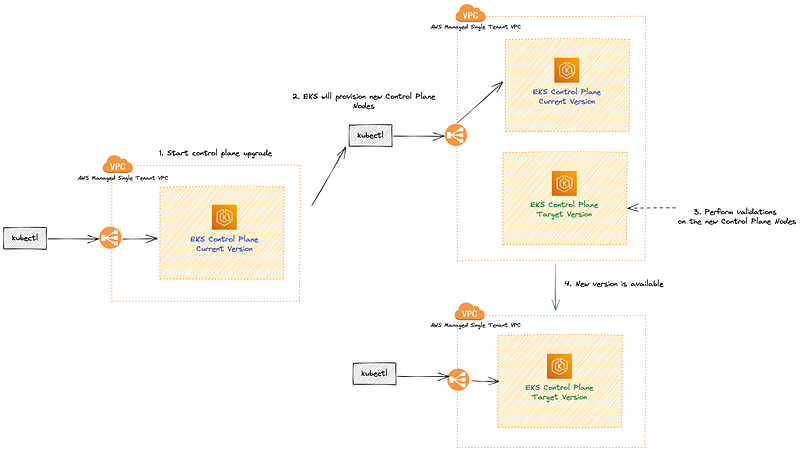 1. Start control plane upgrade
VPC
AWS Managed Single Tenant VPC
kubectl
EKS Control Plane
Current Version
2. EKS will provision new Control Plane
Nodes
kubectl
VPC
AWS Managed Single Tenant VPC
EKS Control Plane
Current Version
EKS Control Plane
Target Version
3. Perform validations
on the new Control Plane Nodes
4. New version is available
VPC
AWS Managed Single Tenant VPC
kubectl
EKS Control Plane
Target Version